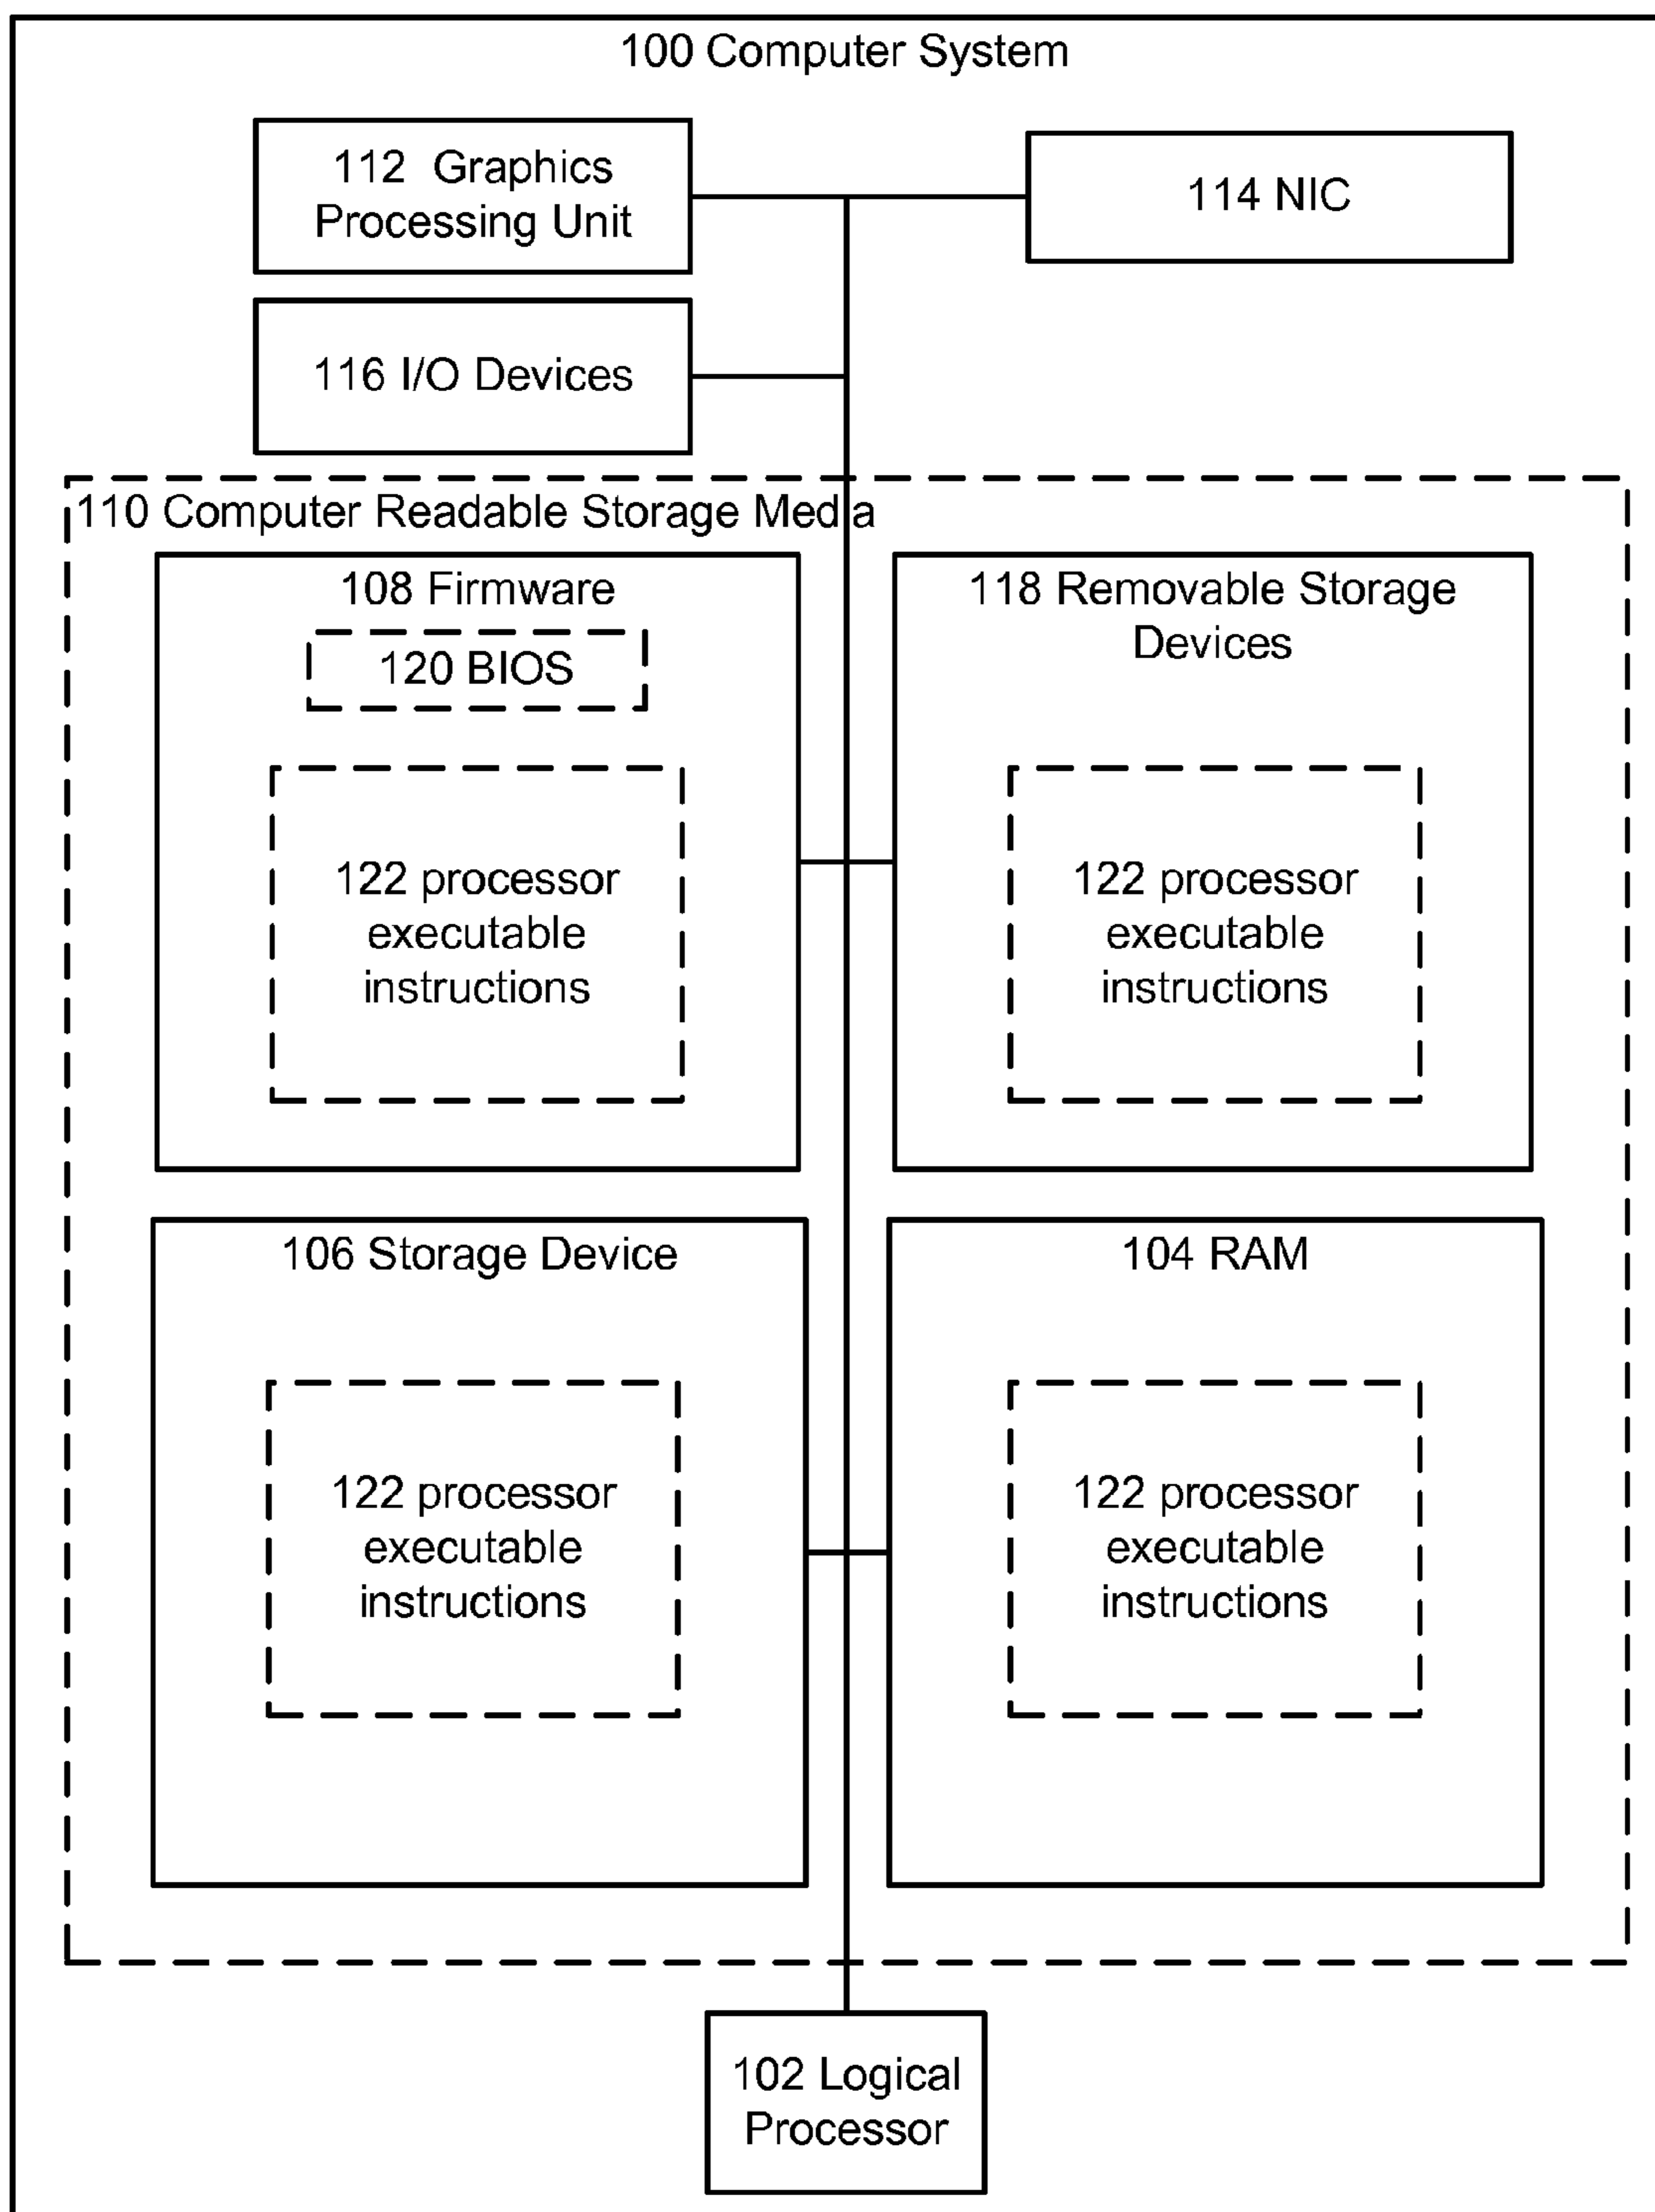 100 Computer System
112 Graphics
Processing Unit
114 NIC
116 I/O Devices
110 Computer Readable Storage Media
108 Firmware
120 BIOS
122 processor
executable
instructions
118 Removable Storage
Devices
122 processor
executable
instructions
106 Storage Device
122 processor
executable
instructions
104 RAM
122 processor
executable
instructions
102 Logical
Processor